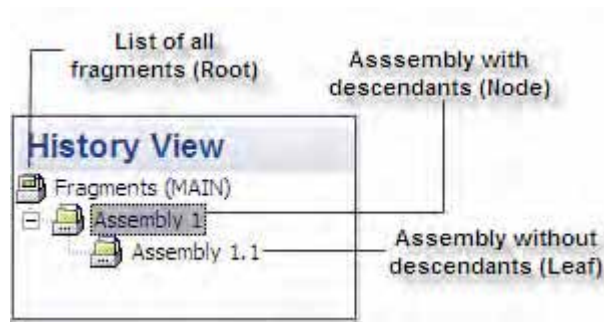 List of all
fragments (Root)
Asssembly with
descendants (Node)
History View
Fragments (MAIN)
Assembly 1
Assembly 1.1
Assembly without
descendants (Leaf)